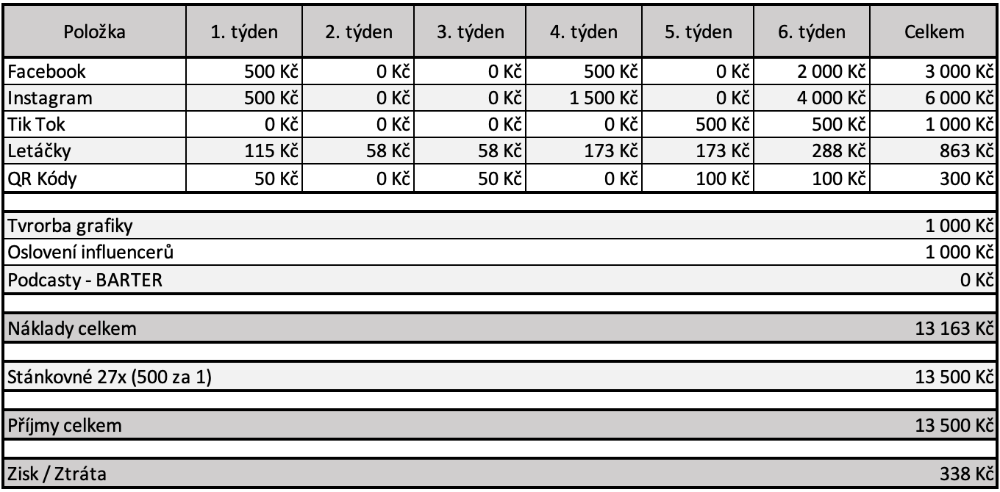 Položka 1. týden 2. týden 3. týden 4. týden 5. týden 6. týden Celkem
Facebook 500 Kč 0 Kč 0 Kč 500 Kč 0 Kč 2 000 Kč 3 000 Kč
Instagram 500 Kč 0 Kč 0 Kč 1 500 Kč 0 Kč 4 000 Kč 6 000 Kč
Tik Tok 0 Kč 0 Kč 0 Kč 0 Kč 500 Kč 500 Kč 1 000 Kč
Letáčky 115 Kč 58 Kč 58 Kč 173 Kč 173 Kč 288 Kč 863 Kč
QR Kódy 50 Kč 0 Kč 50 Kč 0 Kč 100 Kč 100 Kč 300 Kč
Tvrorba grafiky 1 000 Kč
Oslovení influencerů 1 000 Kč
Podcasty - BARTER 0 Kč
Náklady celkem 13 163 Kč
Stánkovné 27x (500 za 1) 13 500 Kč
Příjmy celkem 13 500 Kč
Zisk / Ztráta 338 Kč